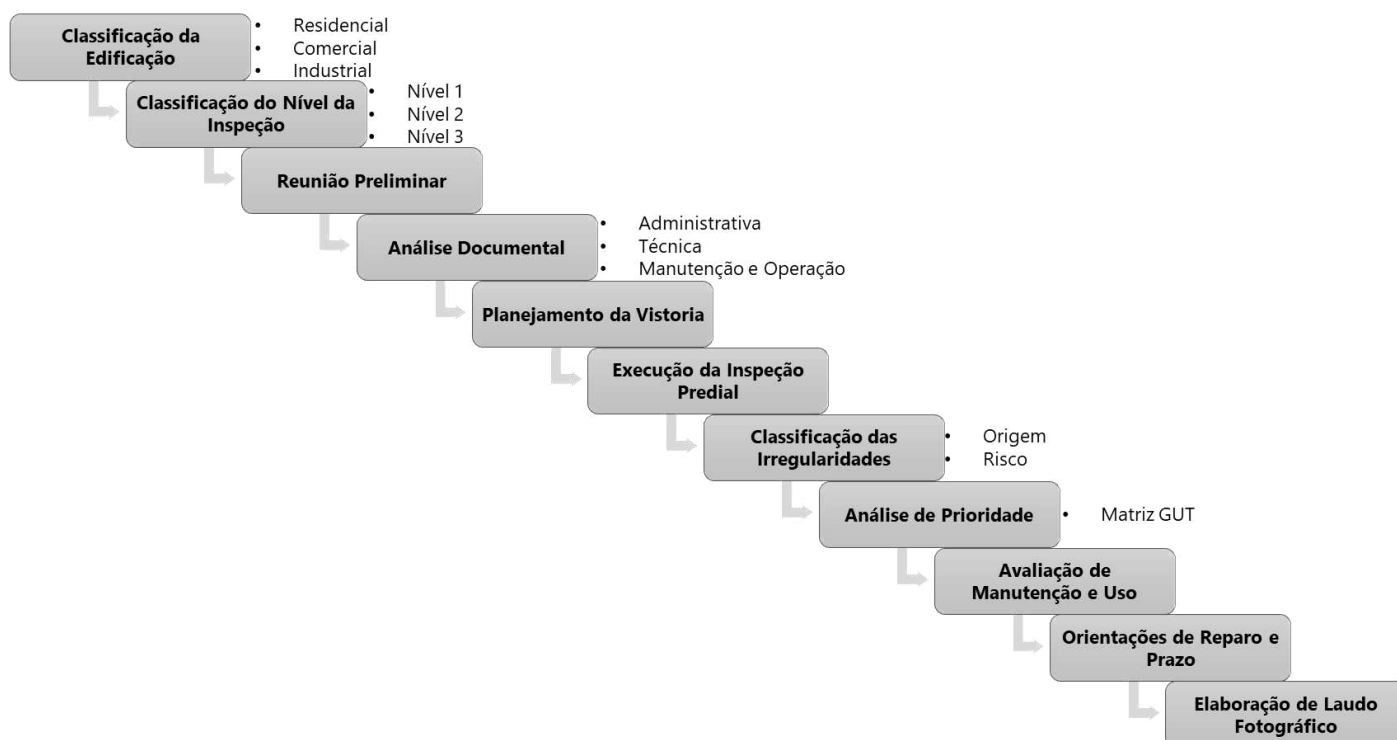 Classificação da
Edificação
• Residencial
• Comercial
• Industrial
Classificação do Nível da
Inspeção
• Nível 1
• Nível 2
• Nível 3
Reunião Preliminar
Análise Documental
• Administrativa
• Técnica
• Manutenção e Operação
Planejamento da Vistoria
Execução da Inspeção
Predial
Classificação das
Irregularidades
• Origem
• Risco
Análise de Prioridade
• Matriz GUT
Avaliação de
Manutenção e Uso
Orientações de Reparo e
Prazo
Elaboração de Laudo
Fotográfico